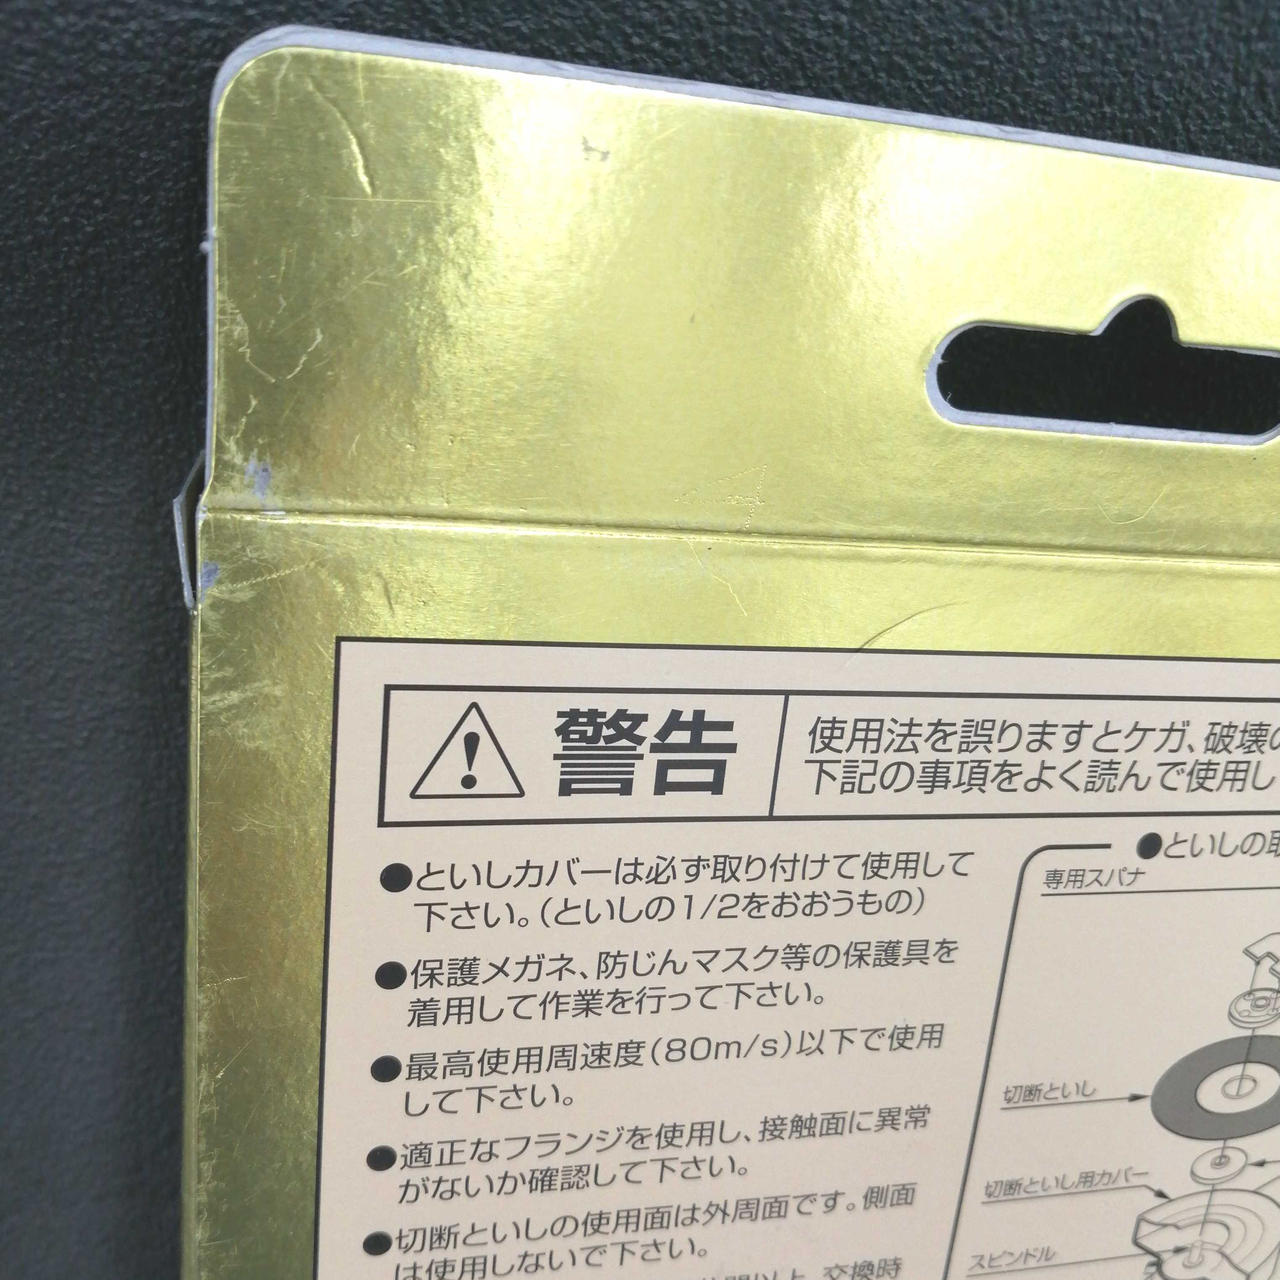 警告
使用法を誤りますとケガ、破壊の
下記の事項をよく読んで使用し
●といしカバーは必ず取り付けて使用して
下さい。(といしの1/2をおおうもの)
●保護メガネ、防じんマスク等の保護具を
着用して作業を行って下さい。
●最高使用周速度(80m/s)以下で使用
して下さい。
●適正なフランジを使用し、接触面に異常
がないか確認して下さい。
●切断といしの使用面は外周面です。側面
は使用しないで下さい。
以上、交換時
●といしの取
専用スパナ
切断といし
切断といし用カバー
スピンドル